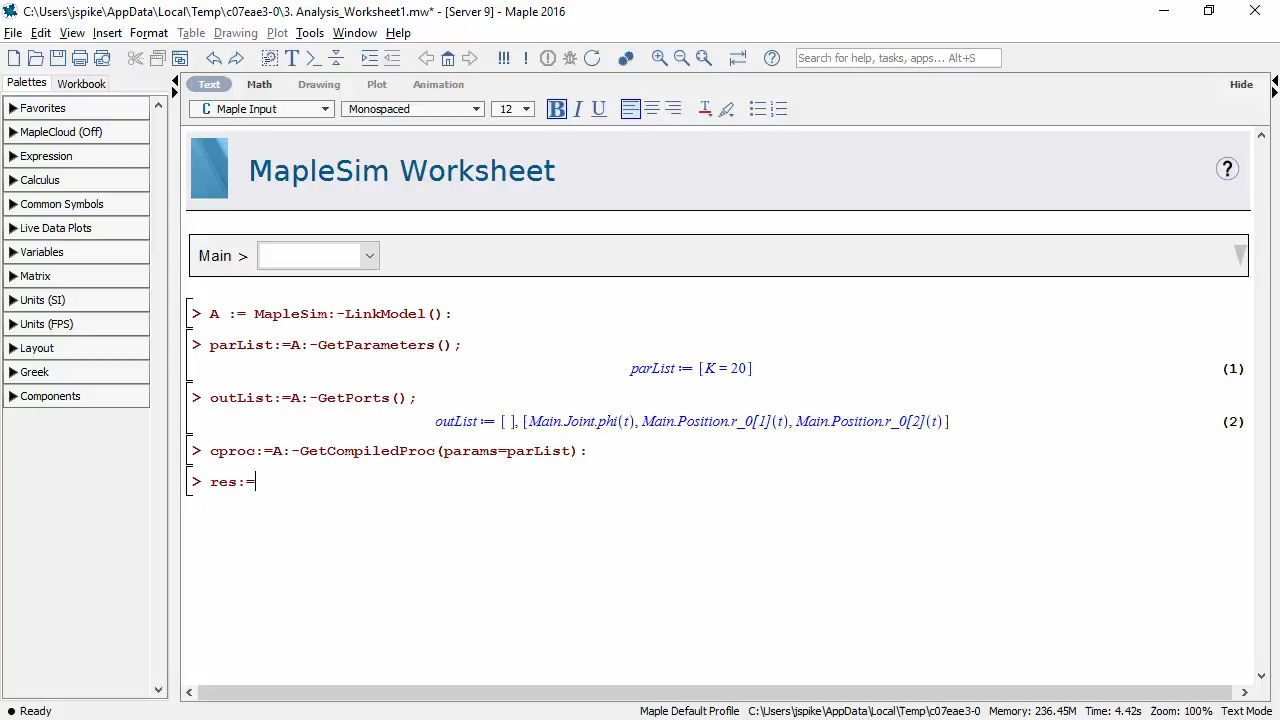 C:\Users\jspike\AppData\Local\Temp\c07eae3-0\3. Analysis_Worksheet1.mw* - [Server 9] - Maple 2016
File Edit View Insert Format Table Drawing Plot Tools Window Help
Search for help, tasks, apps... Alt+S
Palettes Workbook
Text Math Drawing Plot Animation Hide
C Maple Input Monospaced 12 B I U
Favorites
MapleCloud (Off)
Expression
Calculus
Common Symbols
Live Data Plots
Variables
Matrix
Units (SI)
Units (FPS)
Layout
Greek
Components
MapleSim Worksheet
?
Main >
> A := MapleSim:-LinkModel():
> parList:=A:-GetParameters();
parList := [K = 20] (1)
> outList:=A:-GetPorts();
outList := [ ], [Main.Joint.phi(t), Main.Position.r_0[1](t), Main.Position.r_0[2](t)] (2)
> cproc:=A:-GetCompiledProc(params=parList):
> res:=
Ready
Maple Default Profile C:\Users\jspike\AppData\Local\Temp\c07eae3-0 Memory: 236.45M Time: 4.42s Zoom: 100% Text Mode